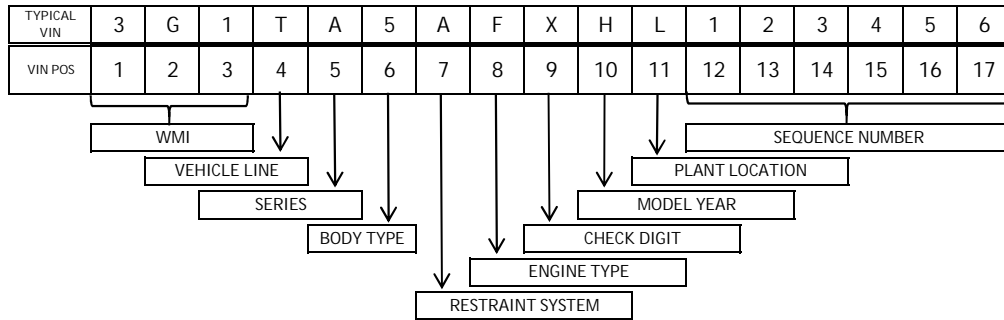 TYPICAL VIN 3 G 1 T A 5 A F X H L 1 2 3 4 5 6
VIN POS 1 2 3 4 5 6 7 8 9 10 11 12 13 14 15 16 17
WMI SEQUENCE NUMBER
VEHICLE LINE PLANT LOCATION
SERIES MODEL YEAR
BODY TYPE CHECK DIGIT
ENGINE TYPE
RESTRAINT SYSTEM